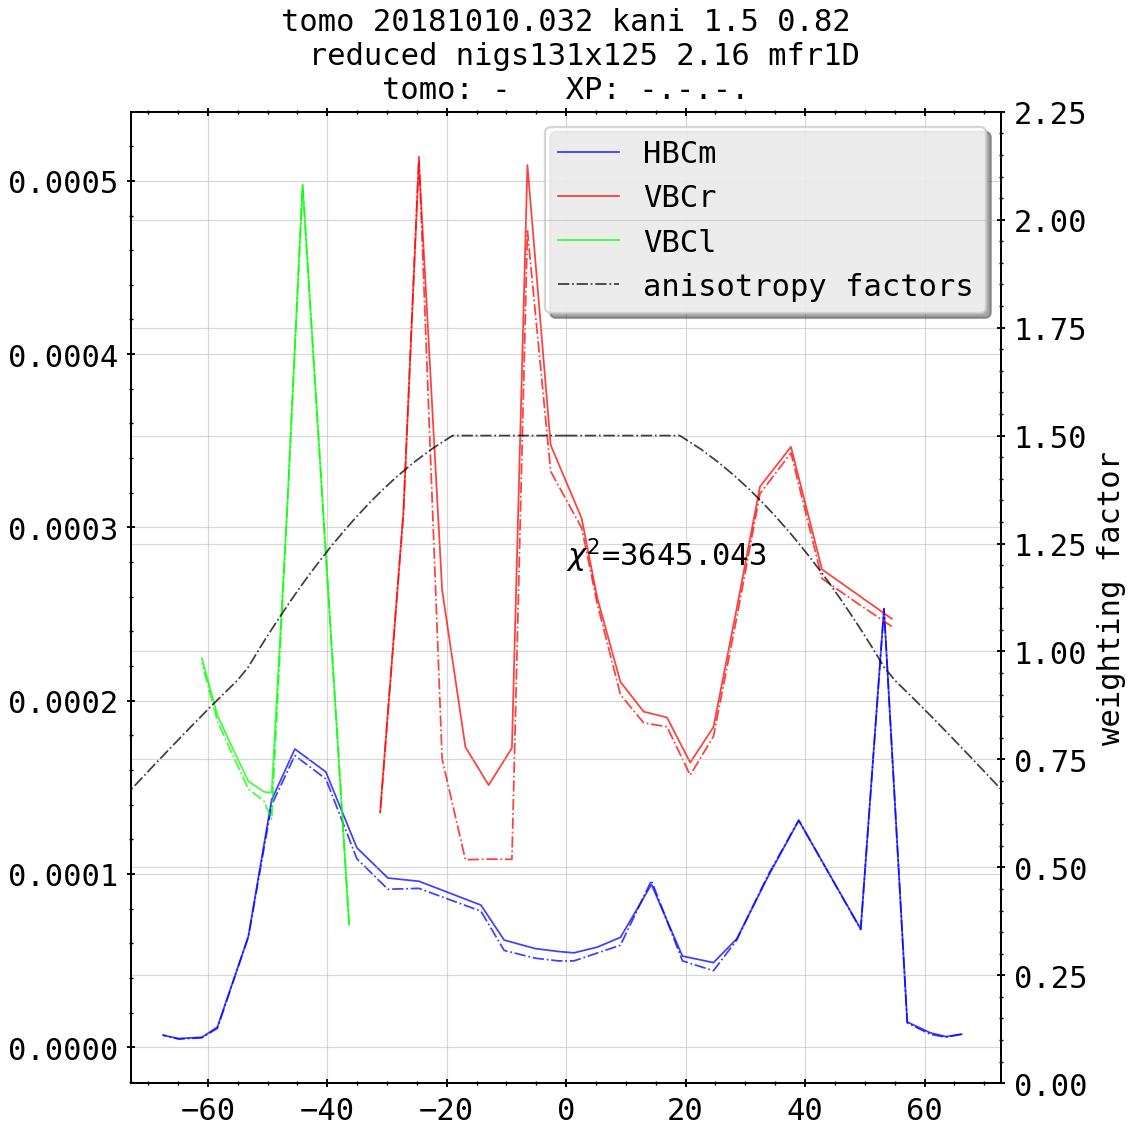 tomo 20181010.032 kani 1.5 0.82
reduced nigs131x125 2.16 mfr1D
tomo: -   XP: -.-.-.
HBCm
VBCr
VBCl
anisotropy factors
χ²=3645.043
0.0005
0.0004
0.0003
0.0002
0.0001
0.0000
2.25
2.00
1.75
1.50
1.25
1.00
0.75
0.50
0.25
0.00
weighting factor
−60 −40 −20 0 20 40 60